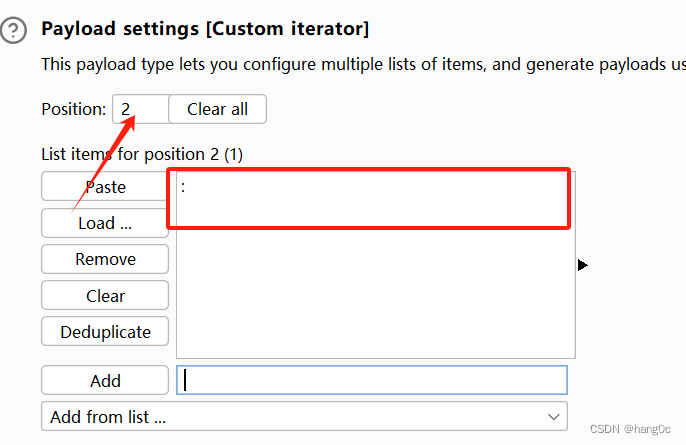 Payload settings [Custom iterator]
This payload type lets you configure multiple lists of items, and generate payloads us
Position: 2 Clear all
List items for position 2 (1)
Paste :
Load ...
Remove
Clear
Deduplicate
Add
Add from list ...
CSDN @hang0c